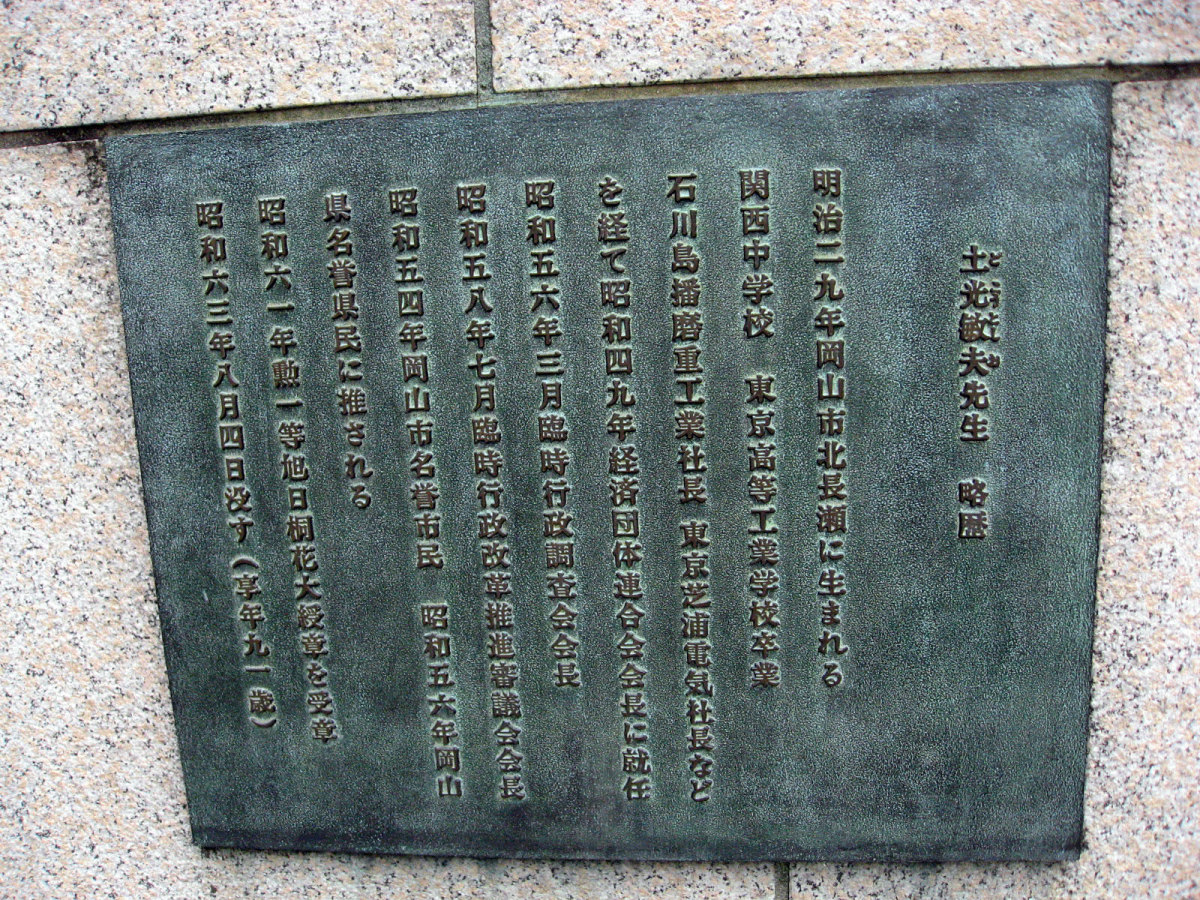 土光敏夫先生　略歴
明治二九年岡山市北長瀬に生まれる
関西中学校　東京高等工業学校卒業
石川島播磨重工業社長　東京芝浦電気社長など
を経て昭和四九年経済団体連合会会長に就任
昭和五六年三月臨時行政調査会会長
昭和五八年七月臨時行政改革推進審議会会長
昭和五四年岡山市名誉市民　昭和五六年岡山
県名誉県民に推される
昭和六一年勲一等旭日桐花大綬章を受章
昭和六三年八月四日没す（享年九一歳）